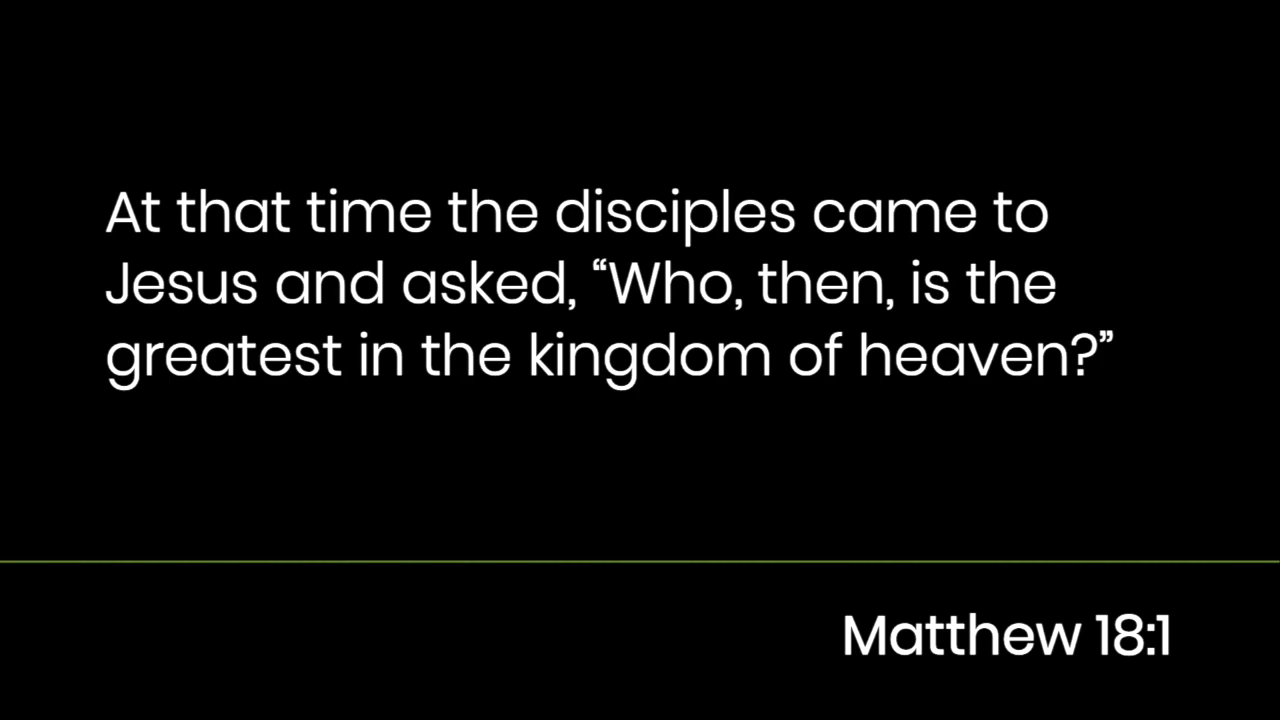 At that time the disciples came to
Jesus and asked, “Who, then, is the
greatest in the kingdom of heaven?”
Matthew 18:1